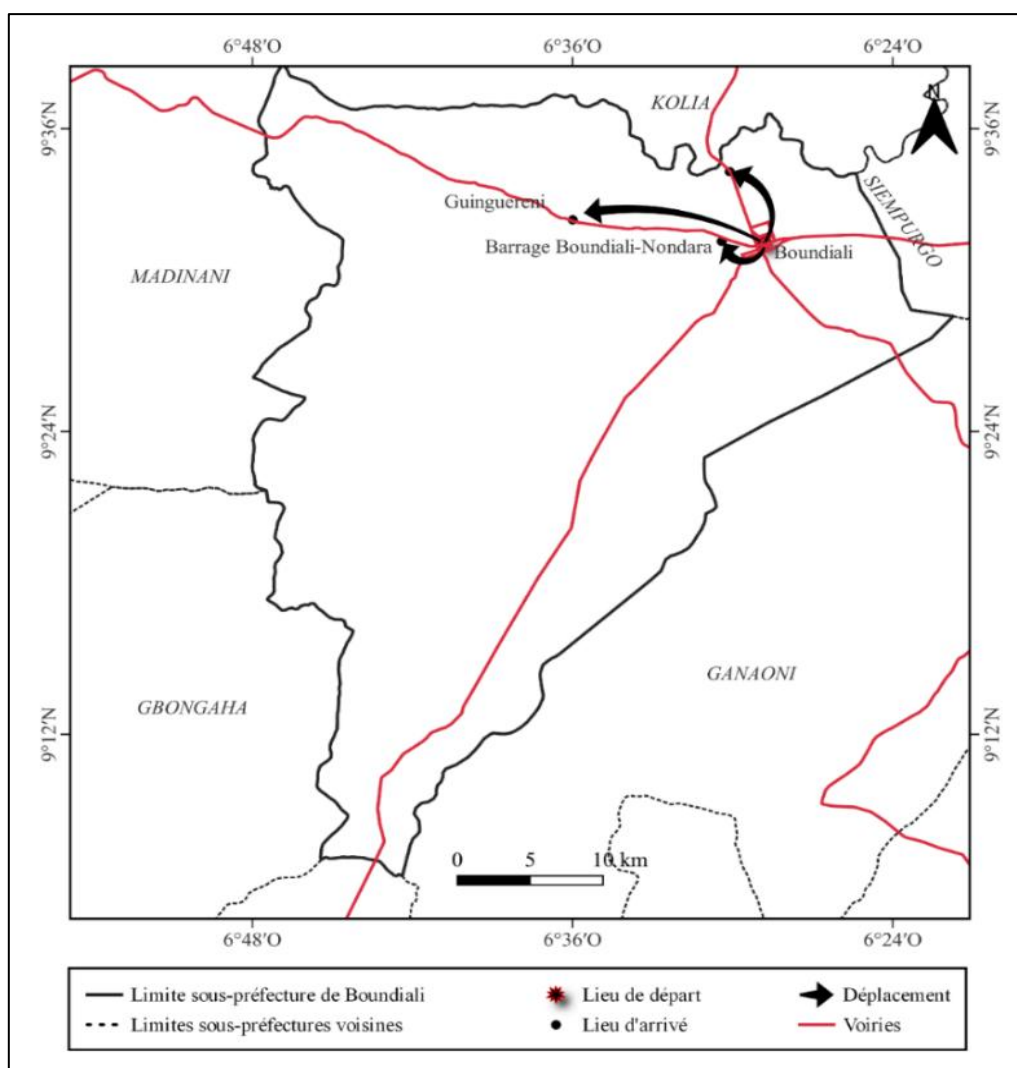 6°48'O
6°36'O
6°24'O
KOLIA
N
9°36'N
9°36'N
SIEMPURGO
Guinguereni
Barrage Boundiali-Nondara
Boundiali
MADINANI
9°24'N
9°24'N
GANAONI
GBONGAHA
9°12'N
9°12'N
0 5 10 km
6°48'O
6°36'O
6°24'O
Limite sous-préfecture de Boundiali
Lieu de départ
Déplacement
Limites sous-préfectures voisines
Lieu d'arrivé
Voiries